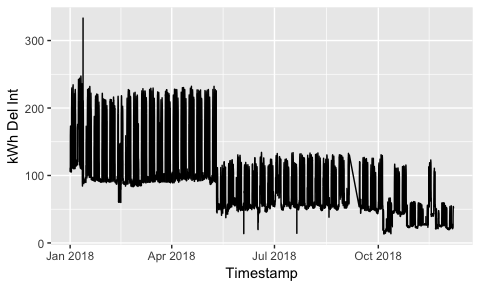 300
200
100
0
kWh Del Int
Jan 2018
Apr 2018
Jul 2018
Oct 2018
Timestamp